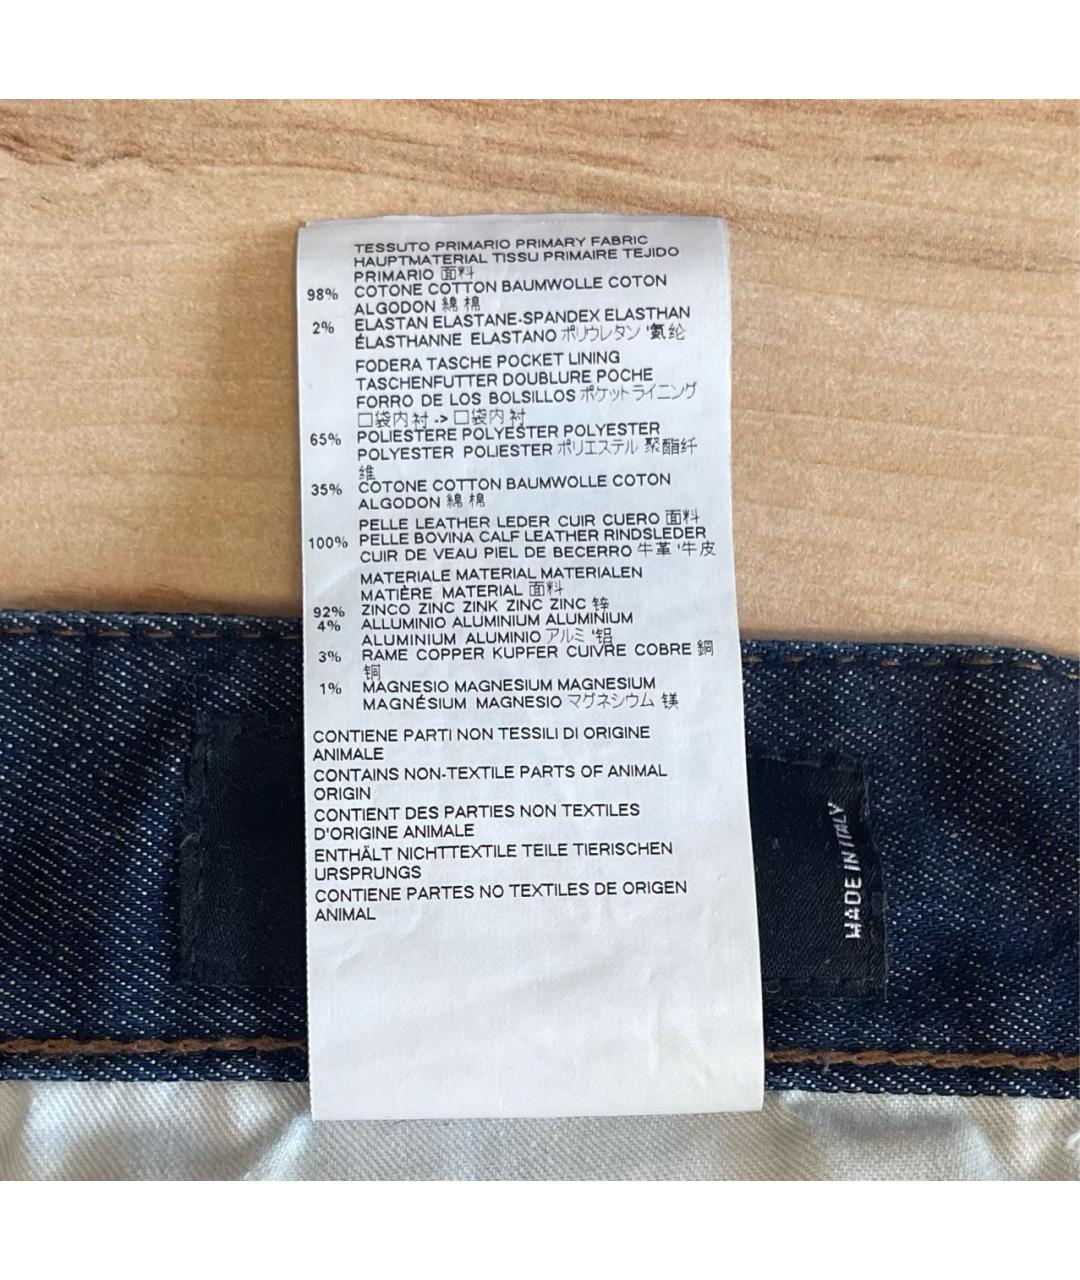 TESSUTO PRIMARIO PRIMARY FABRIC
HAUPTMATERIAL TISSU PRIMAIRE TEJIDO
PRIMARIO 面料
98% COTONE COTTON BAUMWOLLE COTON
ALGODON 綿 棉
2% ELASTAN ELASTANE-SPANDEX ELASTHAN
ÉLASTHANNE ELASTANO ポリウレタン '氨纶
FODERA TASCHE POCKET LINING
TASCHENFUTTER DOUBLURE POCHE
FORRO DE LOS BOLSILLOS ポケットライニング
口袋内衬 -> 口袋内衬
65% POLIESTERE POLYESTER POLYESTER
POLYESTER POLIESTER ポリエステル 聚酯纤
维
35% COTONE COTTON BAUMWOLLE COTON
ALGODON 綿 棉
PELLE LEATHER LEDER CUIR CUERO 面料
100% PELLE BOVINA CALF LEATHER RINDSLEDER
CUIR DE VEAU PIEL DE BECERRO 牛革 '牛皮
MATERIALE MATERIAL MATERIALEN
MATIÈRE MATERIAL 面料
92% ZINCO ZINC ZINK ZINC ZINC 锌
4% ALLUMINIO ALUMINIUM ALUMINIUM
ALUMINIUM ALUMINIO アルミ '铝
3% RAME COPPER KUPFER CUIVRE COBRE 銅
铜
1% MAGNESIO MAGNESIUM MAGNESIUM
MAGNÉSIUM MAGNESIO マグネシウム 镁
CONTIENE PARTI NON TESSILI DI ORIGINE
ANIMALE
CONTAINS NON-TEXTILE PARTS OF ANIMAL
ORIGIN
CONTIENT DES PARTIES NON TEXTILES
D'ORIGINE ANIMALE
ENTHÄLT NICHTTEXTILE TEILE TIERISCHEN
URSPRUNGS
CONTIENE PARTES NO TEXTILES DE ORIGEN
ANIMAL
MADE IN ITALY